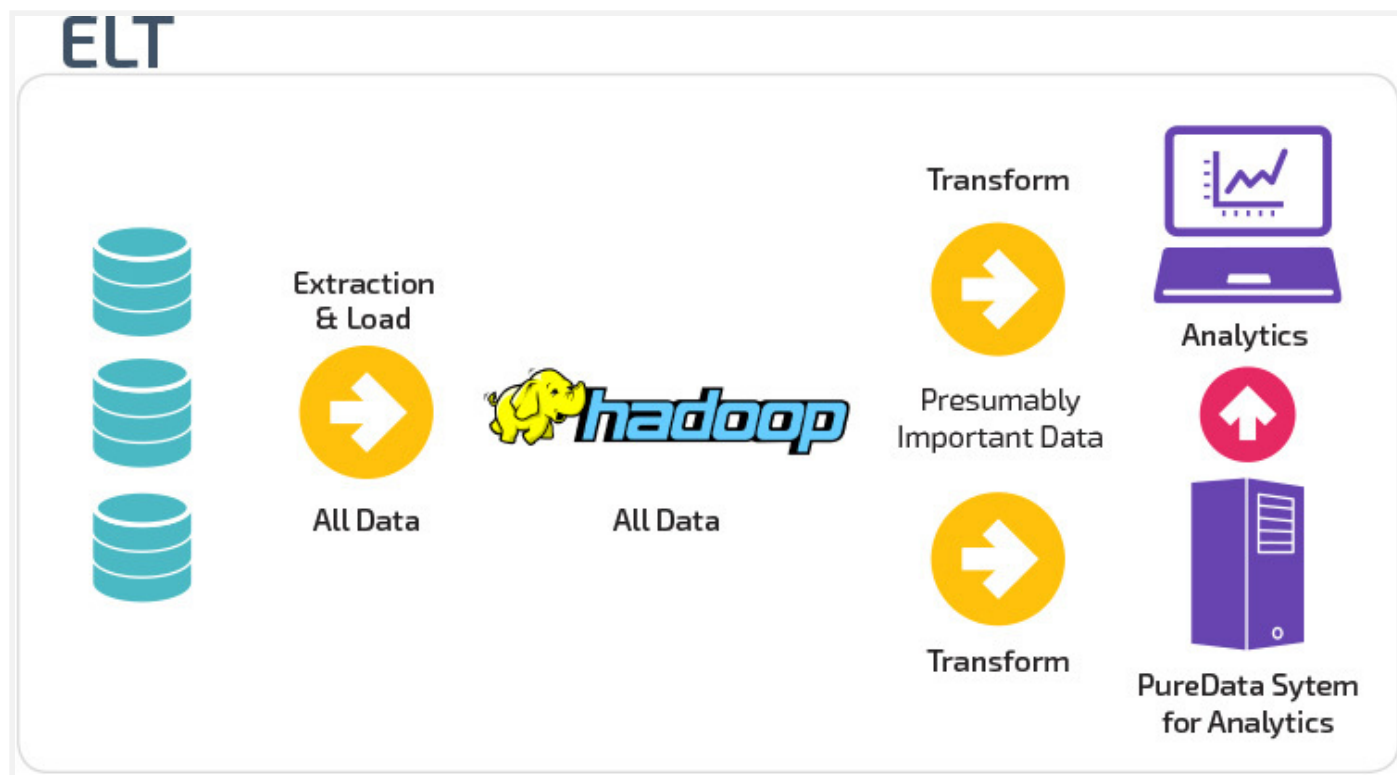 ELT
Extraction
& Load
All Data
hadoop
All Data
Transform
Presumably
Important Data
Transform
Analytics
PureData Sytem
for Analytics